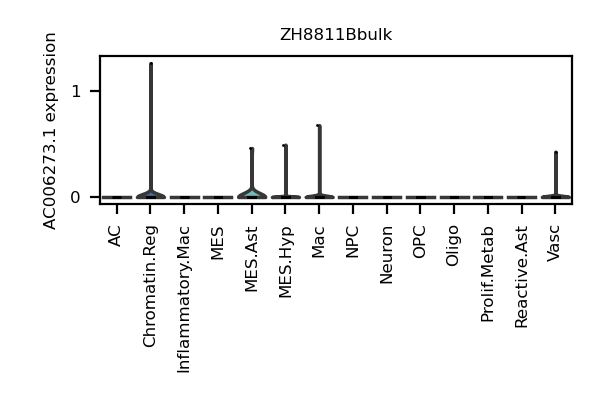 ZH8811Bbulk
AC006273.1 expression
1
0
AC
Chromatin.Reg
Inflammatory.Mac
MES
MES.Ast
MES.Hyp
Mac
NPC
Neuron
OPC
Oligo
Prolif.Metab
Reactive.Ast
Vasc